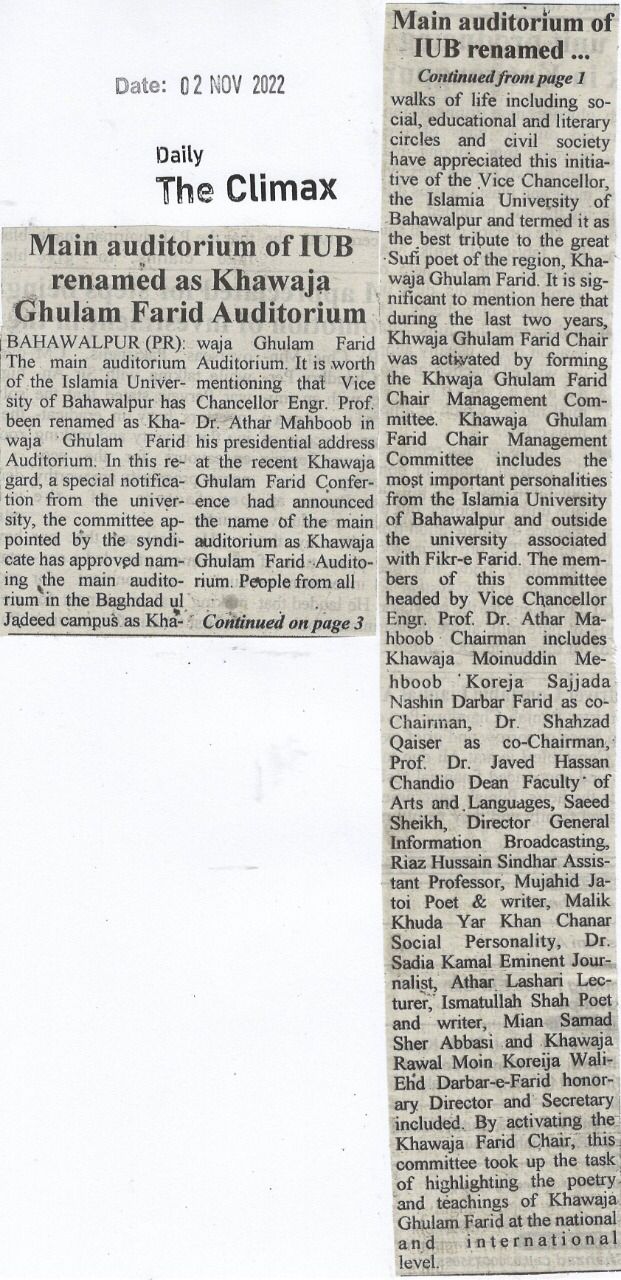 Date: 02 NOV 2022
Daily
The Climax
Main auditorium of IUB
renamed as Khawaja
Ghulam Farid Auditorium
BAHAWALPUR (PR):
The main auditorium
of the Islamia Univer-
sity of Bahawalpur has
been renamed as Kha-
waja Ghulam Farid
Auditorium. In this re-
gard, a special notifica-
tion from the univer-
sity, the committee ap-
pointed by the syndi-
cate has approved nam-
ing the main audito-
rium in the Baghdad ul
Jadeed campus as Kha-
waja Ghulam Farid
Auditorium. It is worth
mentioning that Vice
Chancellor Engr. Prof.
Dr. Athar Mahboob in
his presidential address
at the recent Khawaja
Ghulam Farid Confer-
ence had announced
the name of the main
auditorium as Khawaja
Ghulam Farid Audito-
rium. People from all
Continued on page 3
Main auditorium of
IUB renamed ...
Continued from page 1
walks of life including so-
cial, educational and literary
circles and civil society
have appreciated this initia-
tive of the Vice Chancellor,
the Islamia University of
Bahawalpur and termed it as
the best tribute to the great
Sufi poet of the region, Kha-
waja Ghulam Farid. It is sig-
nificant to mention here that
during the last two years,
Khwaja Ghulam Farid Chair
was activated by forming
the Khwaja Ghulam Farid
Chair Management Com-
mittee. Khawaja Ghulam
Farid Chair Management
Committee includes the
most important personalities
from the Islamia University
of Bahawalpur and outside
the university associated
with Fikr-e Farid. The mem-
bers of this committee
headed by Vice Chancellor
Engr. Prof. Dr. Athar Ma-
hboob Chairman includes
Khawaja Moinuddin Me-
hboob Koreja Sajjada
Nashin Darbar Farid as co-
Chairman, Dr. Shahzad
Qaiser as co-Chairman,
Prof. Dr. Javed Hassan
Chandio Dean Faculty of
Arts and Languages, Saeed
Sheikh, Director General
Information Broadcasting,
Riaz Hussain Sindhar Assis-
tant Professor, Mujahid Ja-
toi Poet & writer, Malik
Khuda Yar Khan Chanar
Social Personality, Dr.
Sadia Kamal Eminent Jour-
nalist, Athar Lashari Lec-
turer, Ismatullah Shah Poet
and writer, Mian Samad
Sher Abbasi and Khawaja
Rawal Moin Koreija Wali-
Ehd Darbar-e-Farid honor-
ary Director and Secretary
included. By activating the
Khawaja Farid Chair, this
committee took up the task
of highlighting the poetry
and teachings of Khawaja
Ghulam Farid at the national
and international
level.